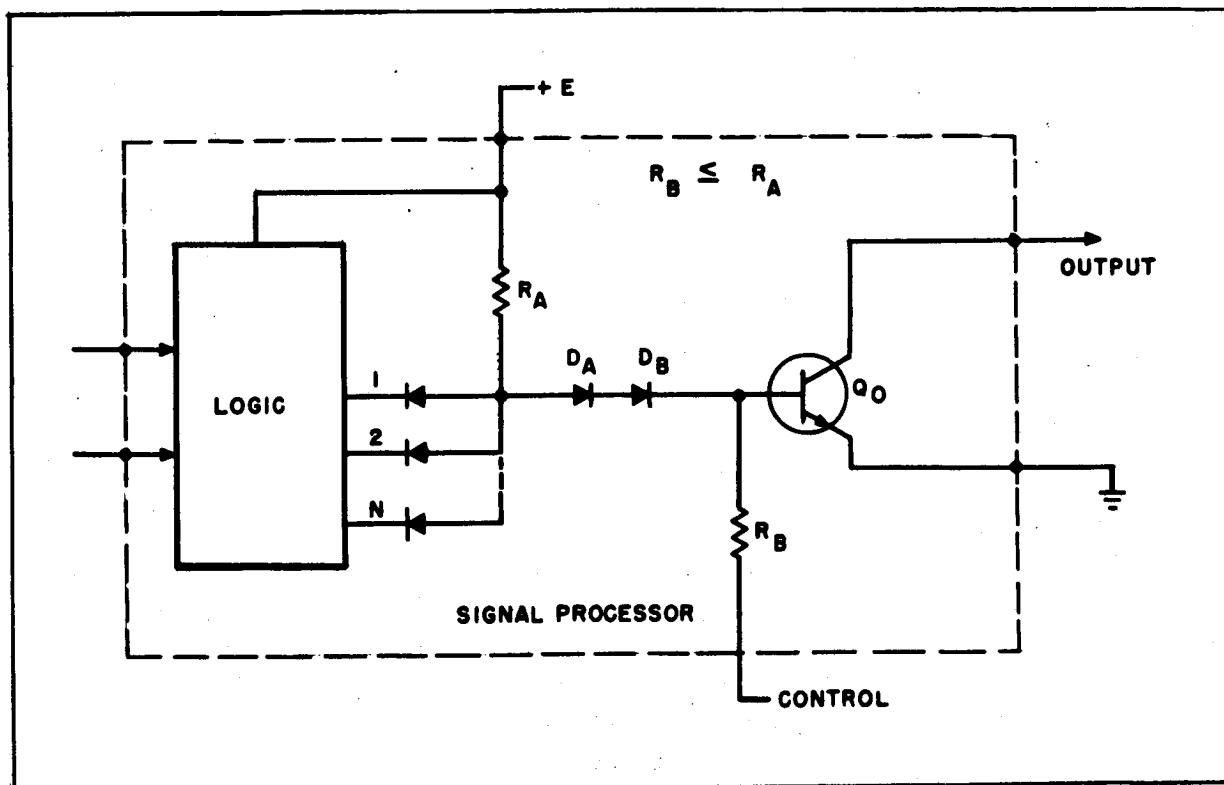 + E
R_B ≤ R_A
R_A
OUTPUT
D_A D_B
1
LOGIC
Q_O
2
N
R_B
SIGNAL PROCESSOR
CONTROL